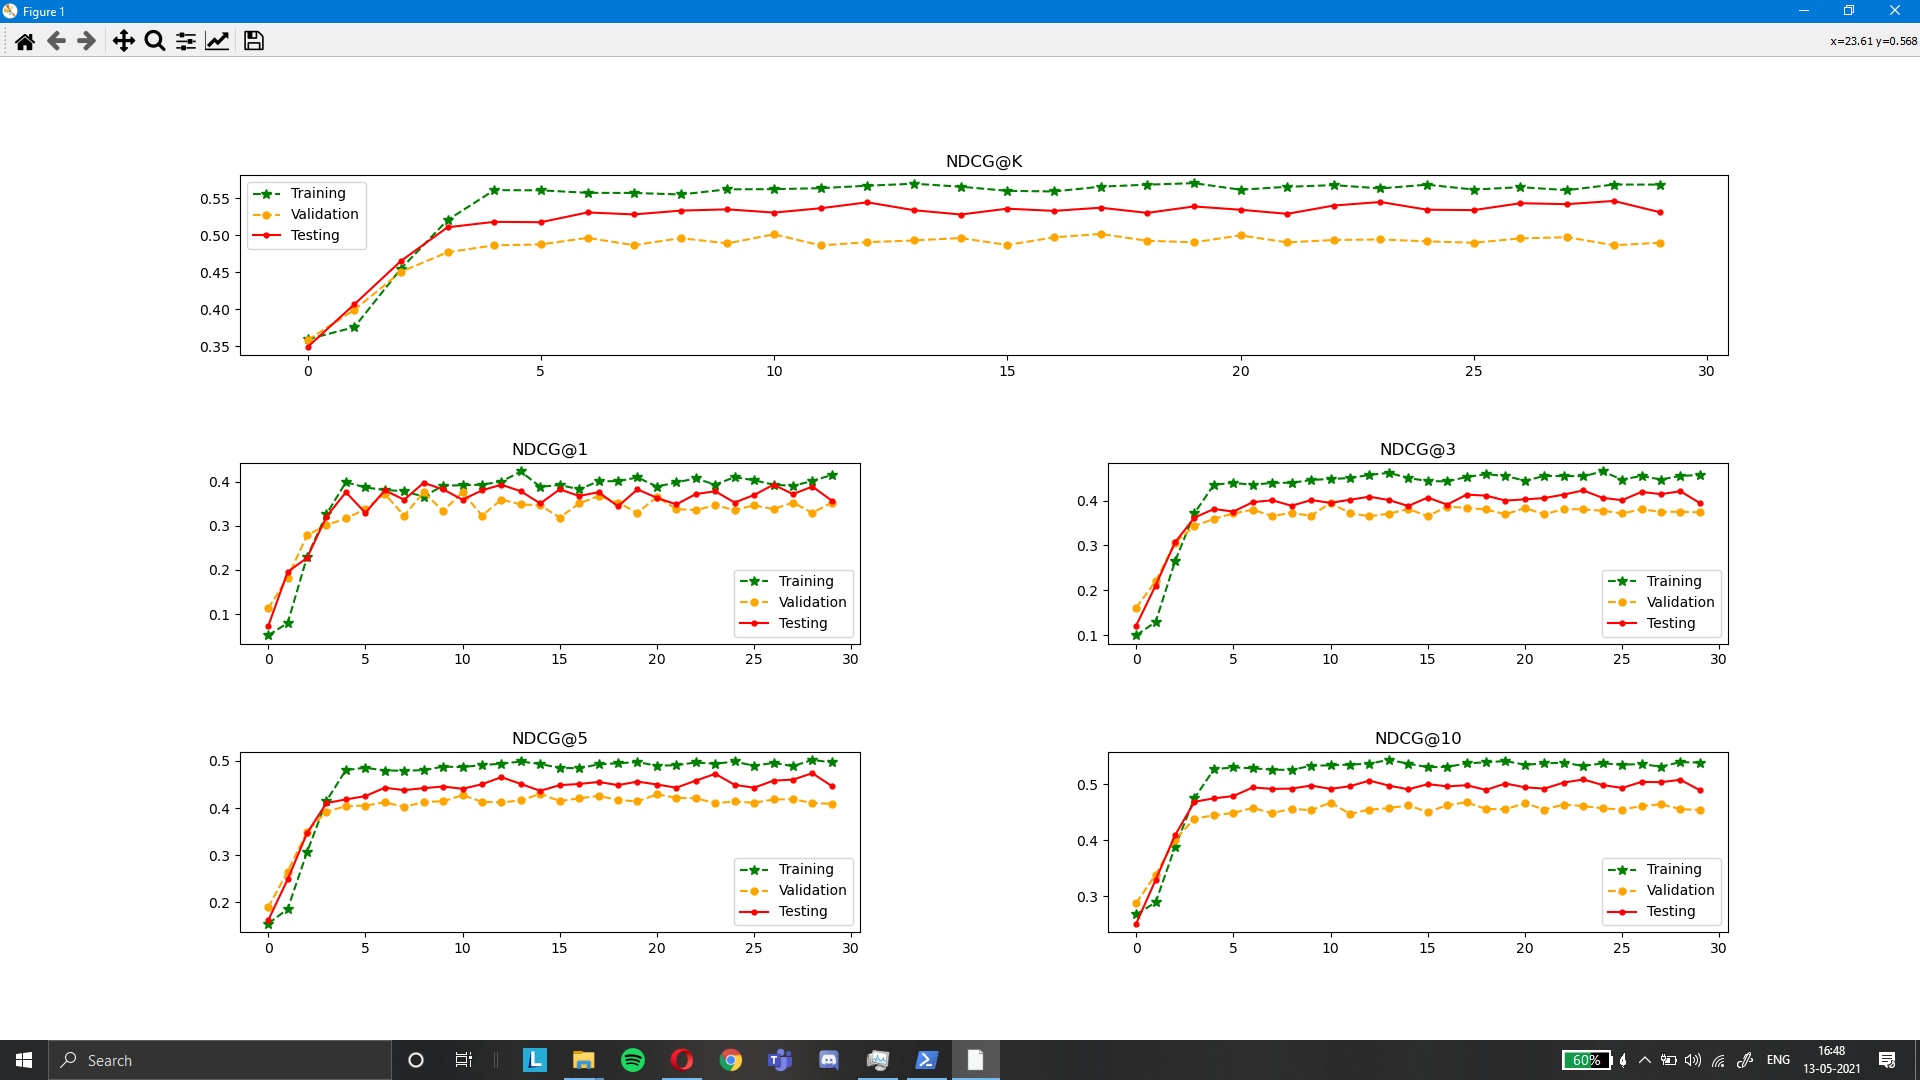 Figure 1
x=23.61 y=0.568
NDCG@K
Training
Validation
Testing
0.55
0.50
0.45
0.40
0.35
0 5 10 15 20 25 30
NDCG@1
0.4
0.3
0.2
0.1
Training
Validation
Testing
0 5 10 15 20 25 30
NDCG@3
0.4
0.3
0.2
0.1
Training
Validation
Testing
0 5 10 15 20 25 30
NDCG@5
0.5
0.4
0.3
0.2
Training
Validation
Testing
0 5 10 15 20 25 30
NDCG@10
0.5
0.4
0.3
Training
Validation
Testing
0 5 10 15 20 25 30
Search
L
60%
ENG
16:48
13-05-2021